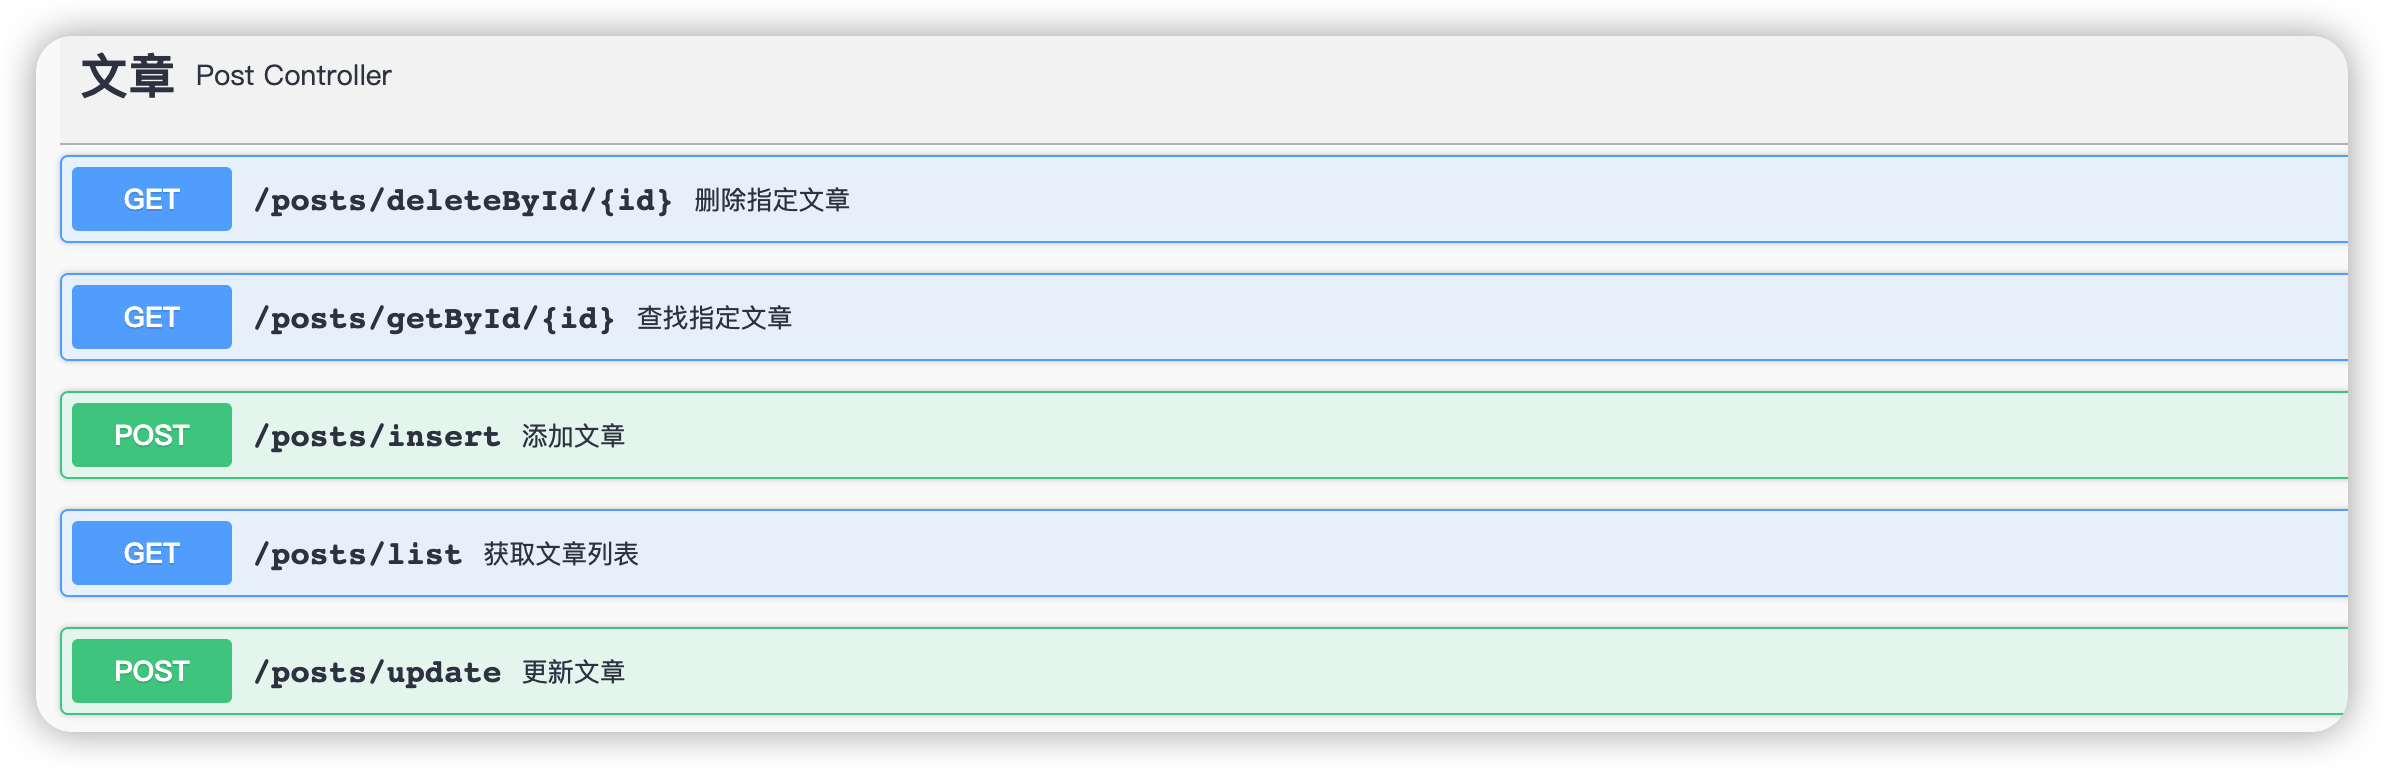 文章 Post Controller
GET /posts/deleteById/{id} 删除指定文章
GET /posts/getById/{id} 查找指定文章
POST /posts/insert 添加文章
GET /posts/list 获取文章列表
POST /posts/update 更新文章